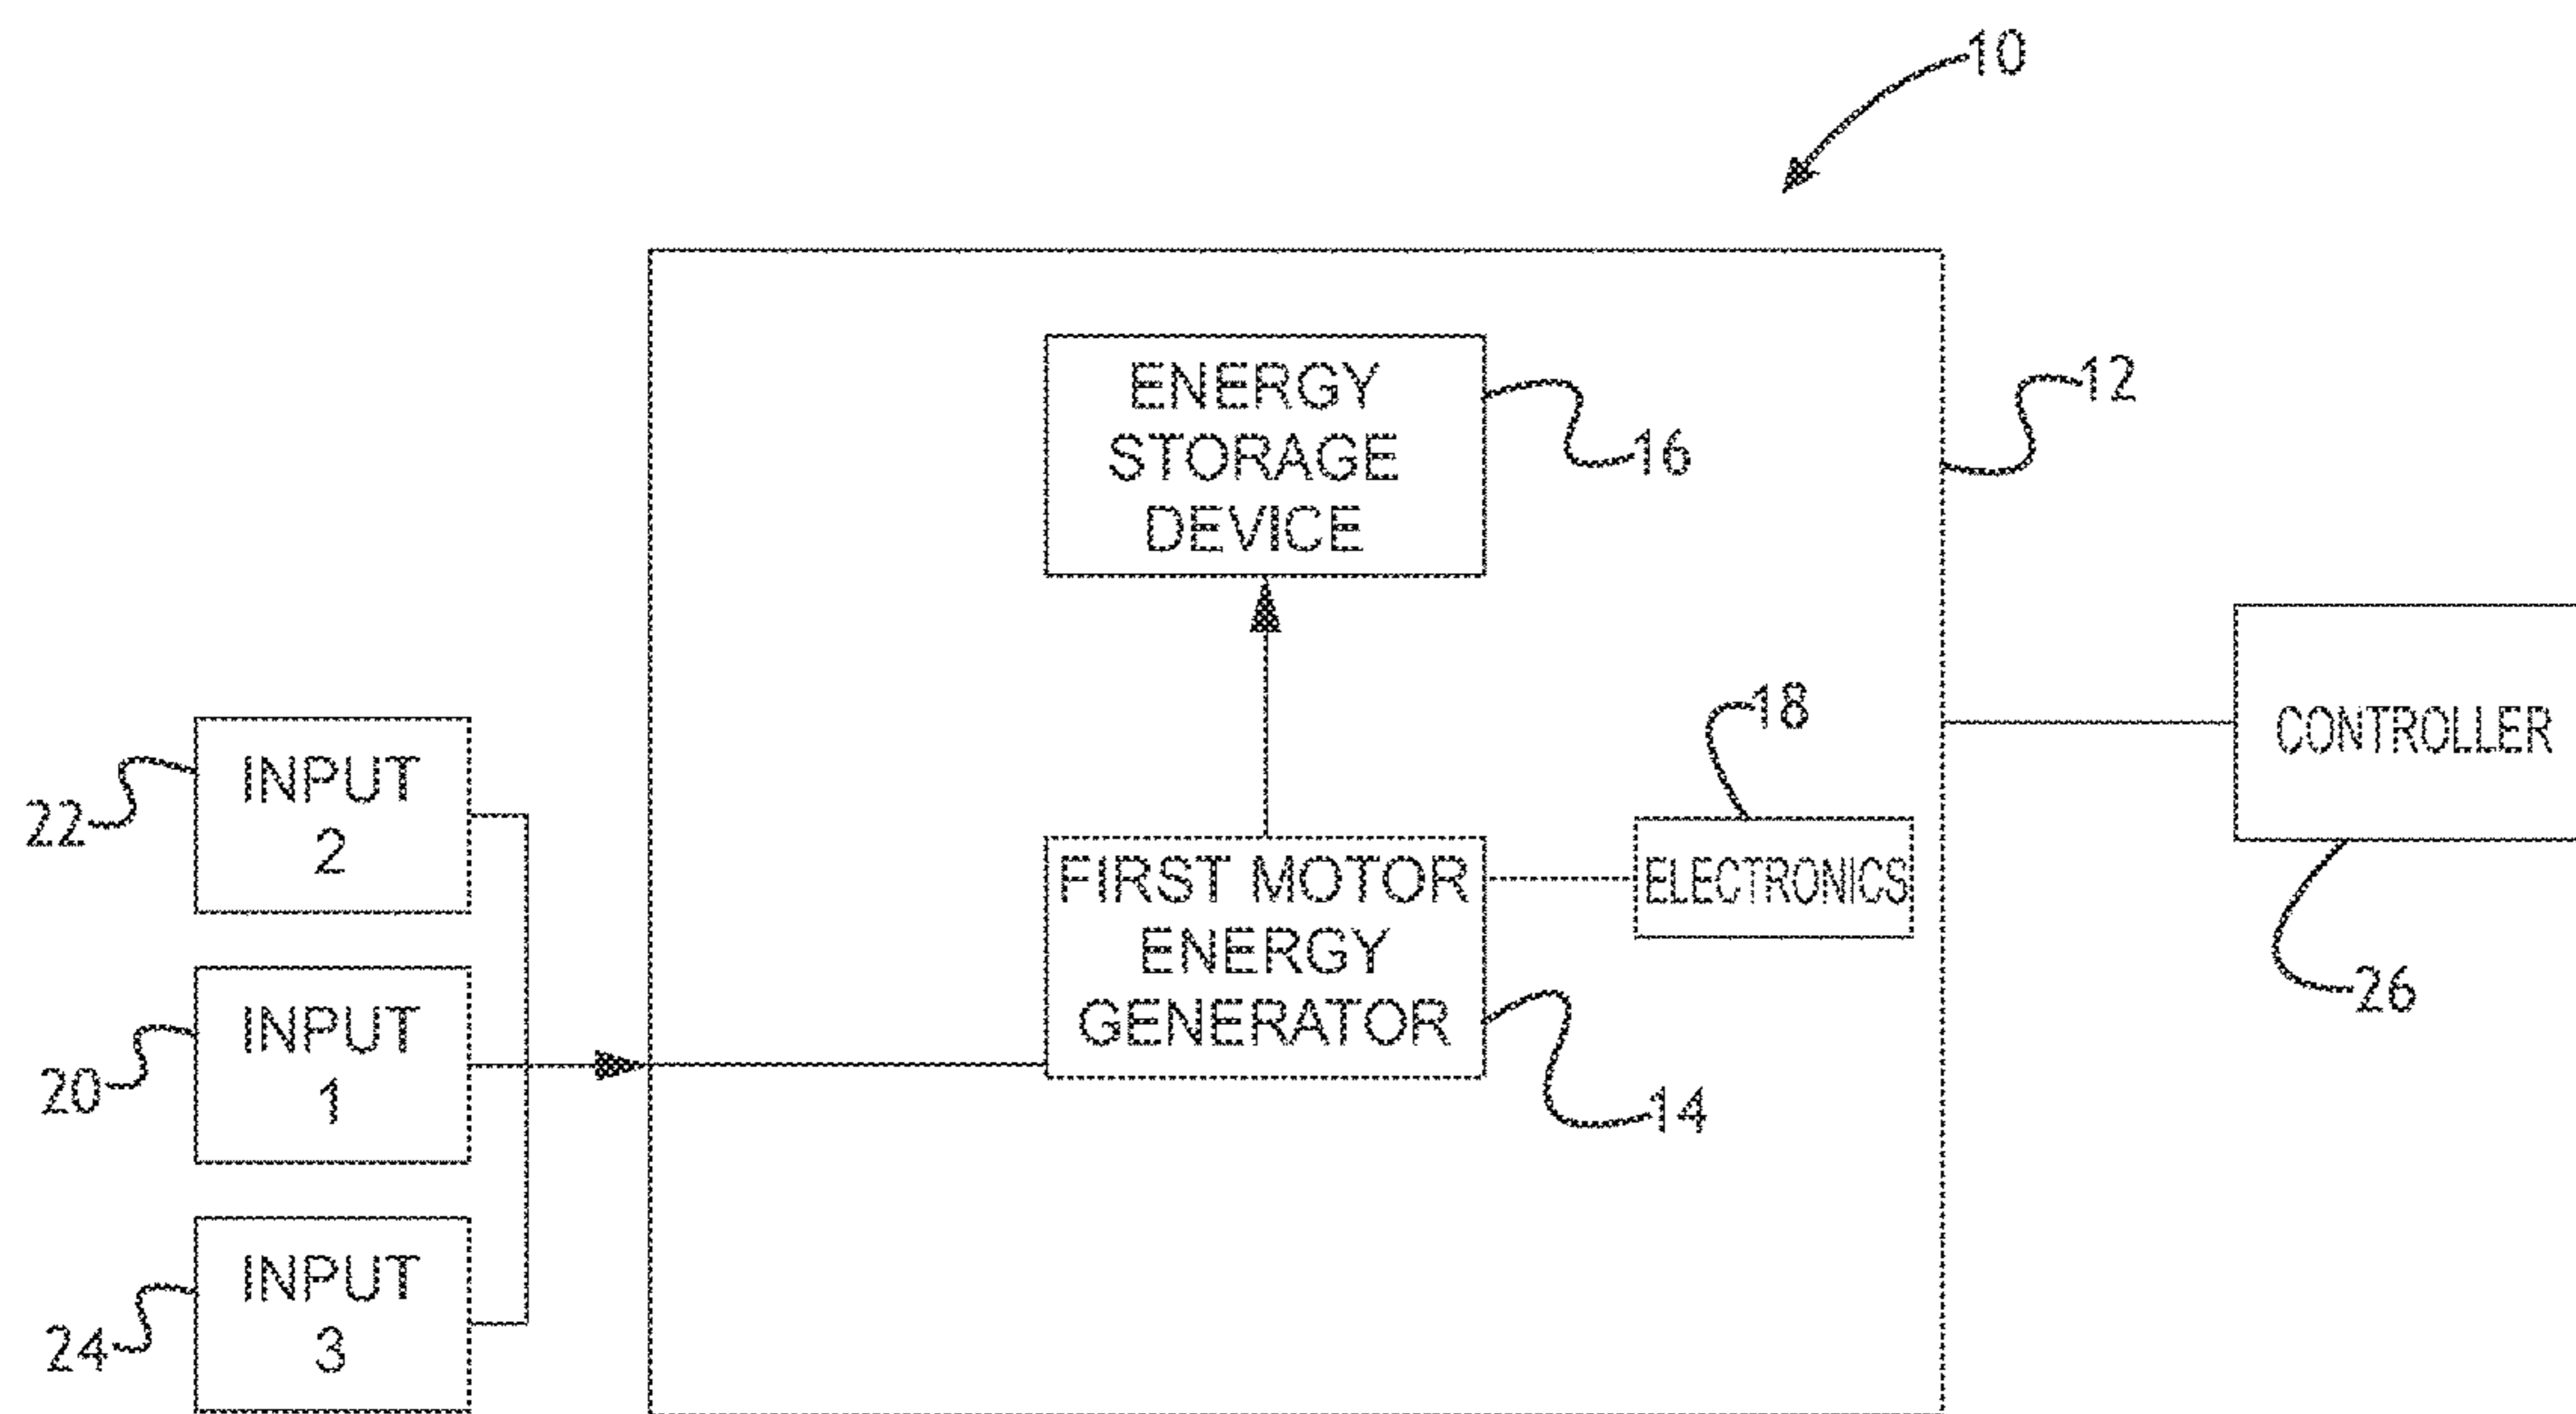 10
12
ENERGY
STORAGE
DEVICE
16
18
CONTROLLER
26
INPUT
2
22
FIRST MOTOR
ENERGY
GENERATOR
14
ELECTRONICS
INPUT
1
20
INPUT
3
24